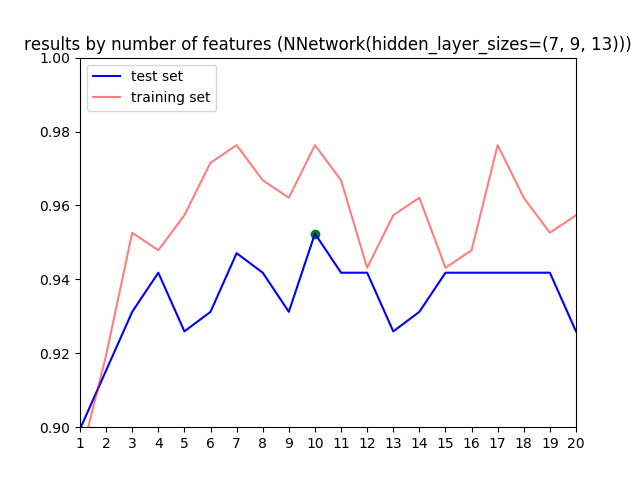 results by number of features (NNetwork(hidden_layer_sizes=(7, 9, 13)))
1.00
test set
training set
0.98
0.96
0.94
0.92
0.90
1 2 3 4 5 6 7 8 9 10 11 12 13 14 15 16 17 18 19 20